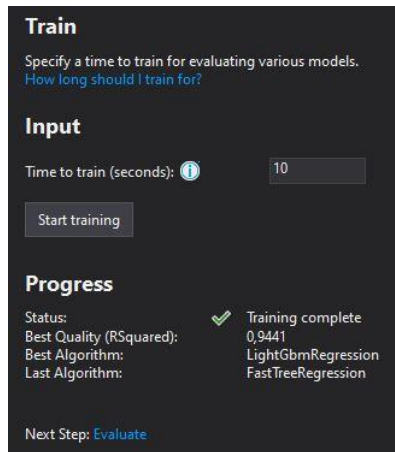 Train
Specify a time to train for evaluating various models.
How long should I train for?
Input
Time to train (seconds): 10
Start training
Progress
Status: Training complete
Best Quality (RSquared): 0,9441
Best Algorithm: LightGbmRegression
Last Algorithm: FastTreeRegression
Next Step: Evaluate